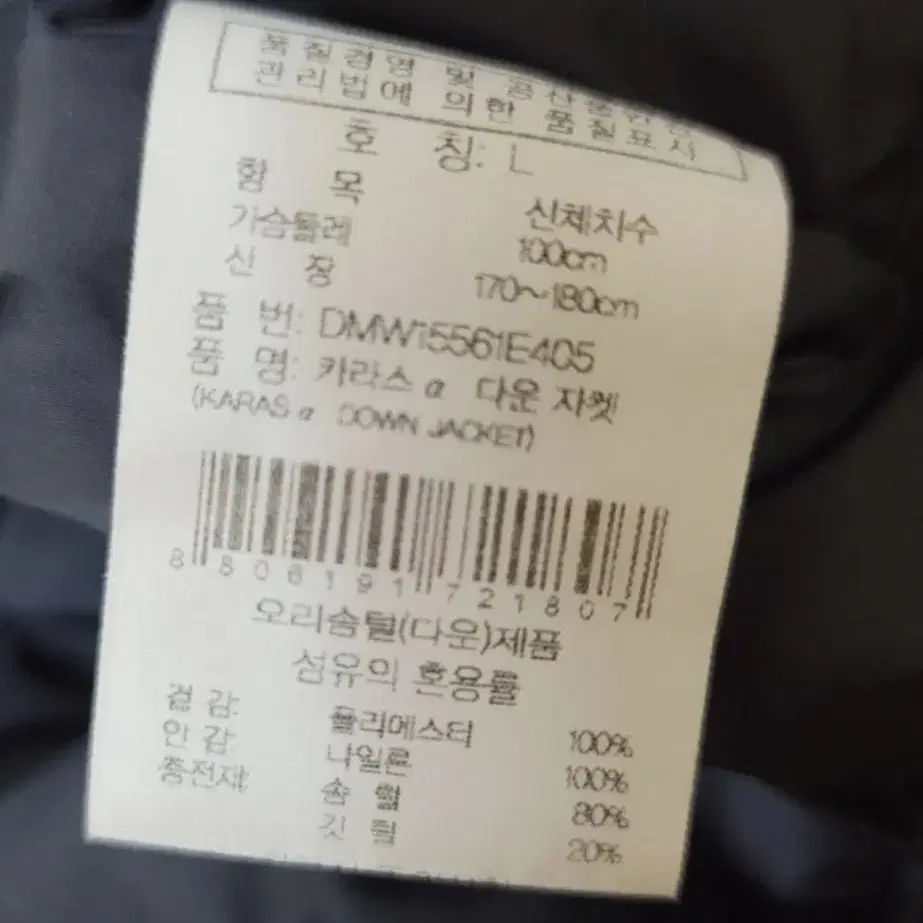 품질경영 및 공산품안전
관리법에 의한 품질표시
호 칭: L
항 목 신체치수
가슴둘레 100cm
신 장 170~180cm
품 번: DMW15561E405
품 명: 카라스 α 다운 자켓
(KARAS α DOWN JACKET)
8 806191 721807
오리솜털(다운)제품
섬유의 혼용률
겉 감: 폴리에스터 100%
안 감: 나일론 100%
충전재: 솜 털 80%
깃 털 20%